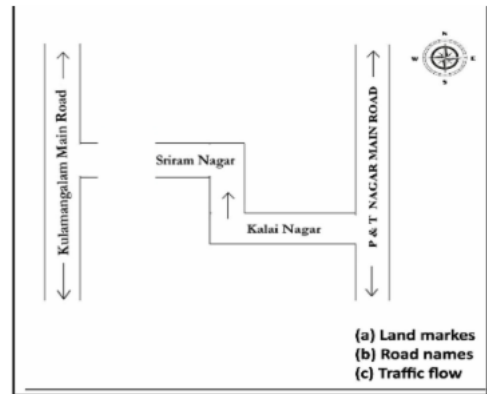 N
W E
S
Kulamangalam Main Road
Sriram Nagar
Kalai Nagar
P & T NAGAR MAIN ROAD
(a) Land markes
(b) Road names
(c) Traffic flow